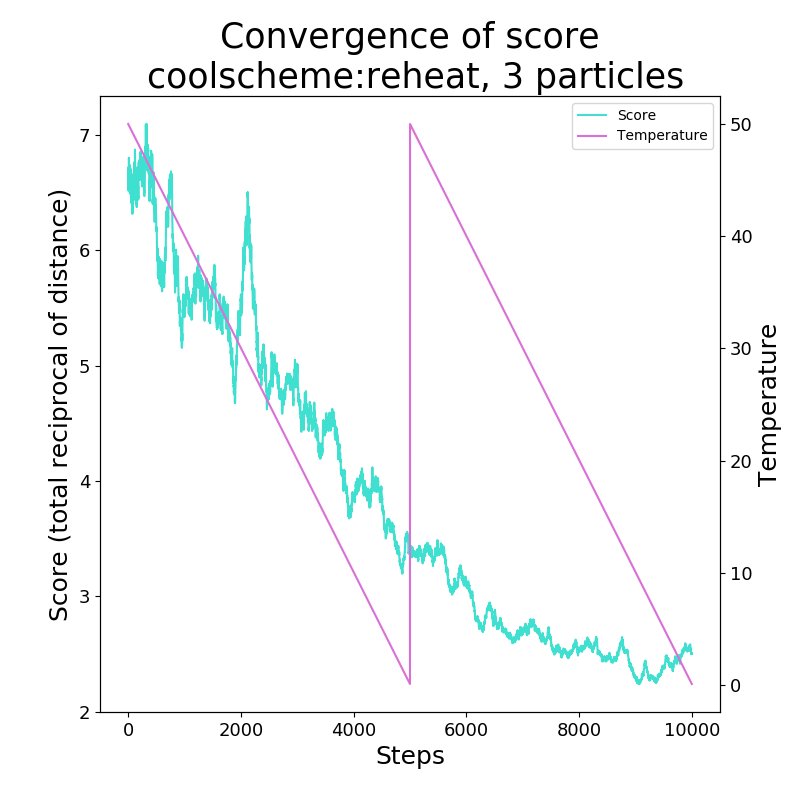 Convergence of score
coolscheme:reheat, 3 particles
Score
Temperature
7
6
5
4
3
2
50
40
30
20
10
0
Score (total reciprocal of distance)
Temperature
0 2000 4000 6000 8000 10000
Steps